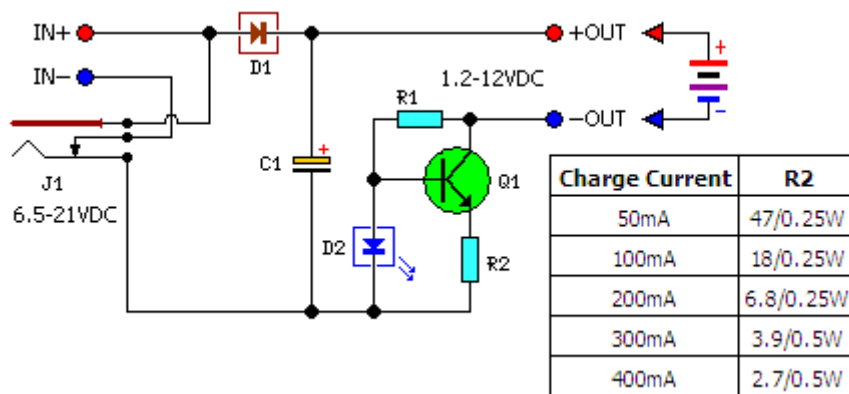 IN+
D1
+OUT
+
IN−
1.2-12VDC
R1
−OUT
−
J1
6.5-21VDC
C1
+
Q1
D2
R2
Charge Current R2
50mA 47/0.25W
100mA 18/0.25W
200mA 6.8/0.25W
300mA 3.9/0.5W
400mA 2.7/0.5W